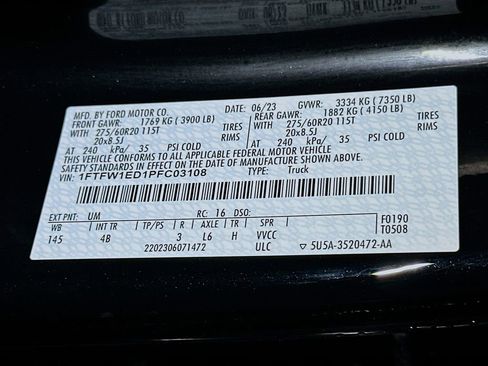 MFD. BY FORD MOTOR CO. DATE: 06/23 GVWR: 3334 KG ( 7350 LB)
FRONT GAWR: 1769 KG ( 3900 LB) REAR GAWR: 1882 KG ( 4150 LB)
WITH 275/60R20 115T TIRES WITH 275/60R20 115T TIRES
20x8.5J RIMS 20x8.5J RIMS
AT 240 kPa/ 35 PSI COLD AT 240 kPa/ 35 PSI COLD
THIS VEHICLE CONFORMS TO ALL APPLICABLE FEDERAL MOTOR VEHICLE SAFETY
STANDARDS IN EFFECT ON THE DATE OF MANUFACTURE SHOWN ABOVE.
VIN: 1FTFW1ED1PFC03108 TYPE: Truck
EXT PNT: UM RC: 16 DSO: F0190
WB INT TR TP/PS R AXLE TR SPR T0508
145 4B 3 L6 H VVCC
2202306071472 ULC ▽ 5U5A-3520472-AA